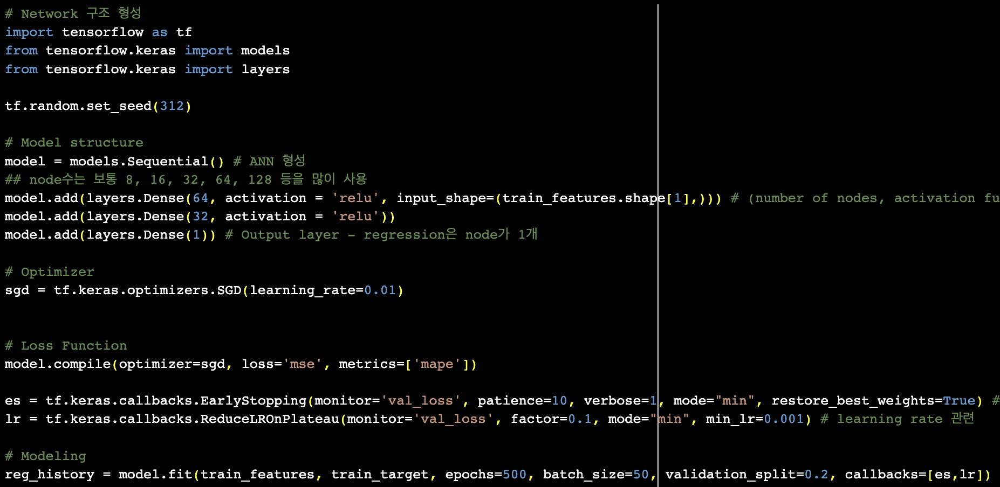 # Network 구조 형성
import tensorflow as tf
from tensorflow.keras import models
from tensorflow.keras import layers
tf.random.set_seed(312)
# Model structure
model = models.Sequential() # ANN 형성
## node수는 보통 8, 16, 32, 64, 128 등을 많이 사용
model.add(layers.Dense(64, activation = 'relu', input_shape=(train_features.shape[1],))) # (number of nodes, activation fu
model.add(layers.Dense(32, activation = 'relu'))
model.add(layers.Dense(1)) # Output layer - regression은 node가 1개
# Optimizer
sgd = tf.keras.optimizers.SGD(learning_rate=0.01)
# Loss Function
model.compile(optimizer=sgd, loss='mse', metrics=['mape'])
es = tf.keras.callbacks.EarlyStopping(monitor='val_loss', patience=10, verbose=1, mode="min", restore_best_weights=True) #
lr = tf.keras.callbacks.ReduceLROnPlateau(monitor='val_loss', factor=0.1, mode="min", min_lr=0.001) # learning rate 관련
# Modeling
reg_history = model.fit(train_features, train_target, epochs=500, batch_size=50, validation_split=0.2, callbacks=[es,lr])